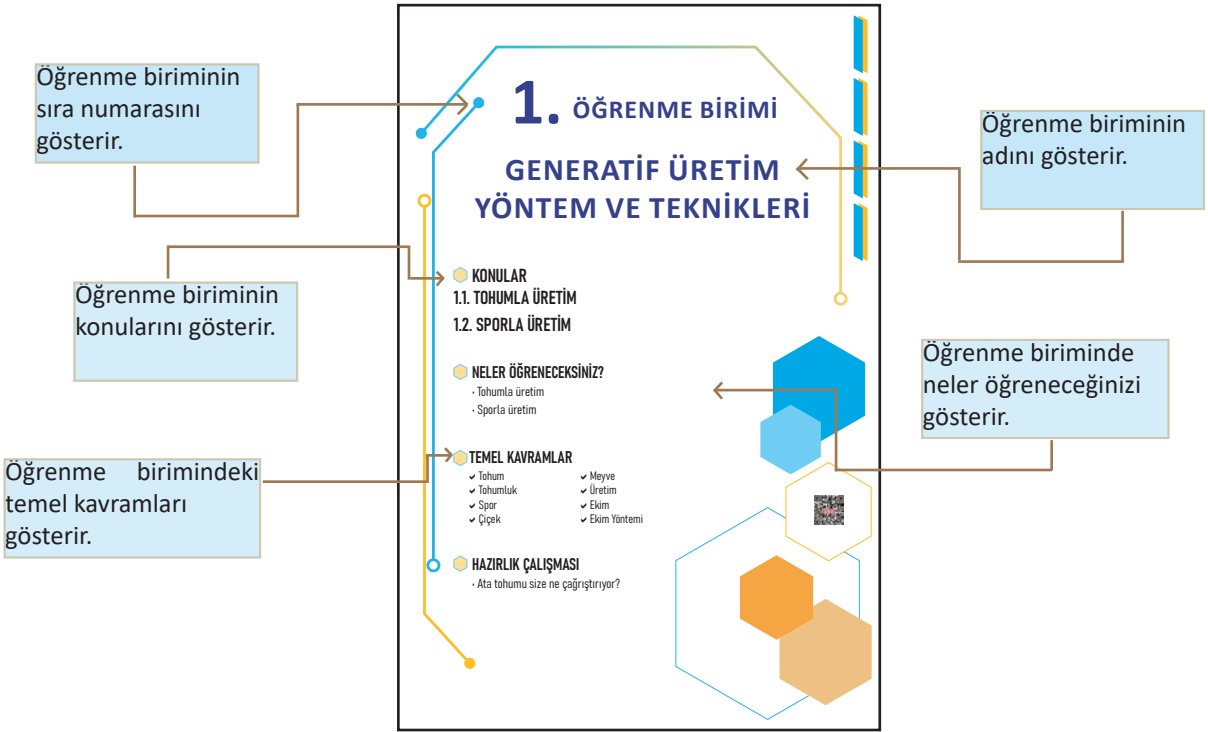 Öğrenme biriminin
sıra numarasını
gösterir.
Öğrenme biriminin
konularını gösterir.
Öğrenme birimindeki
temel kavramları
gösterir.
1. ÖĞRENME BİRİMİ
GENERATİF ÜRETİM
YÖNTEM VE TEKNİKLERİ
KONULAR
1.1. TOHUMLA ÜRETİM
1.2. SPORLA ÜRETİM
NELER ÖĞRENECEKSİNİZ?
· Tohumla üretim
· Sporla üretim
TEMEL KAVRAMLAR
✔ Tohum
✔ Tohumluk
✔ Spor
✔ Çiçek
✔ Meyve
✔ Üretim
✔ Ekim
✔ Ekim Yöntemi
HAZIRLIK ÇALIŞMASI
· Ata tohumu size ne çağrıştırıyor?
Öğrenme biriminin
adını gösterir.
Öğrenme biriminde
neler öğreneceğinizi
gösterir.